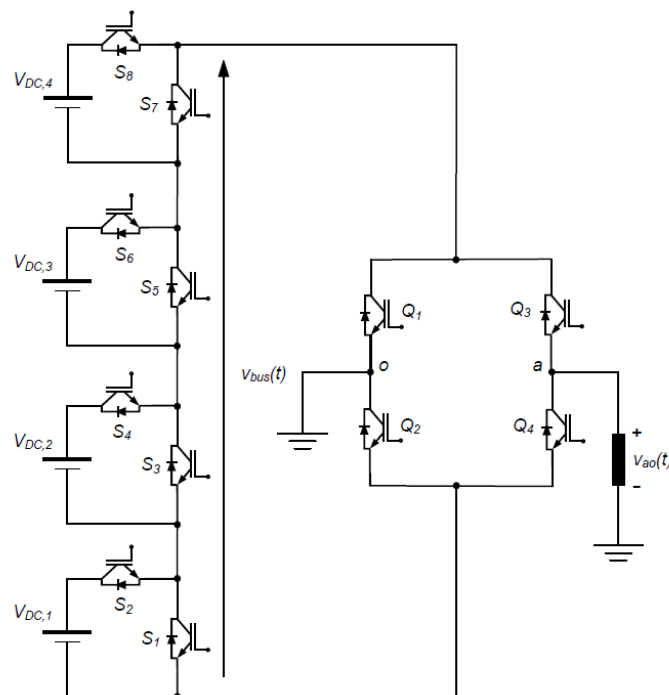 V_DC,4
S_8
S_7
V_DC,3
S_6
S_5
Q_1
Q_3
V_bus(t)
o
a
V_DC,2
S_4
S_3
Q_2
Q_4
+
V_ao(t)
–
V_DC,1
S_2
S_1